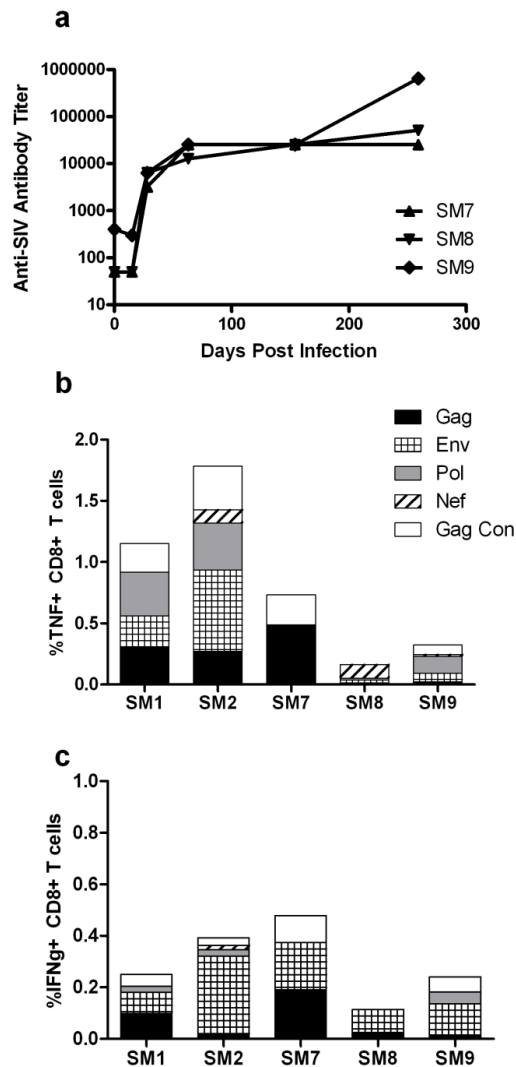 a
1000000
100000
10000
1000
100
10
Anti-SIV Antibody Titer
SM7
SM8
SM9
0 100 200 300
Days Post Infection
b
Gag
Env
Pol
Nef
Gag Con
2.0
1.5
1.0
0.5
0.0
%TNF+ CD8+ T cells
SM1 SM2 SM7 SM8 SM9
c
1.0
0.8
0.6
0.4
0.2
0.0
%IFNg+ CD8+ T cells
SM1 SM2 SM7 SM8 SM9